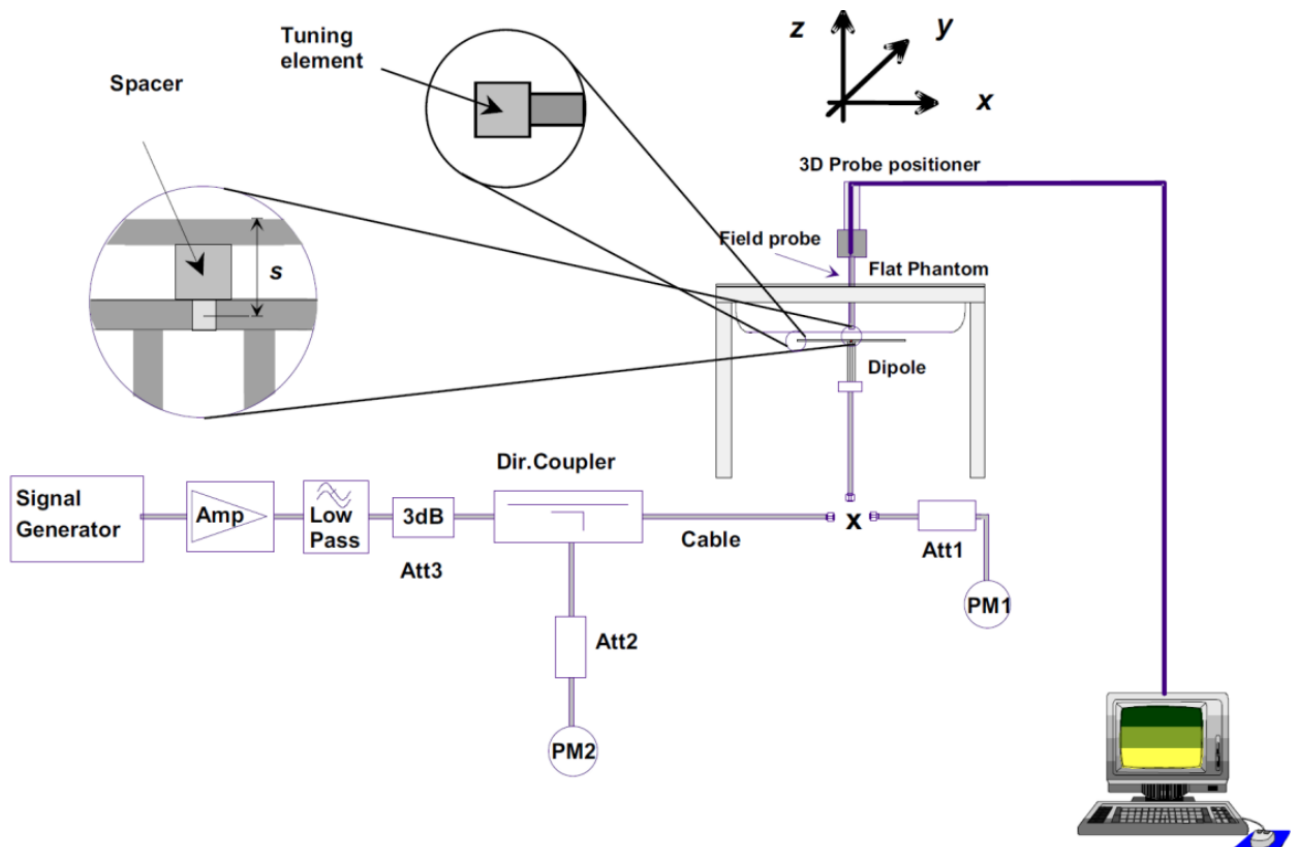 Tuning
element
Spacer
z
y
x
3D Probe positioner
Field probe
Flat Phantom
s
Dipole
Dir.Coupler
Signal
Generator
Amp
Low
Pass
3dB
Att3
Cable
x
Att1
PM1
Att2
PM2